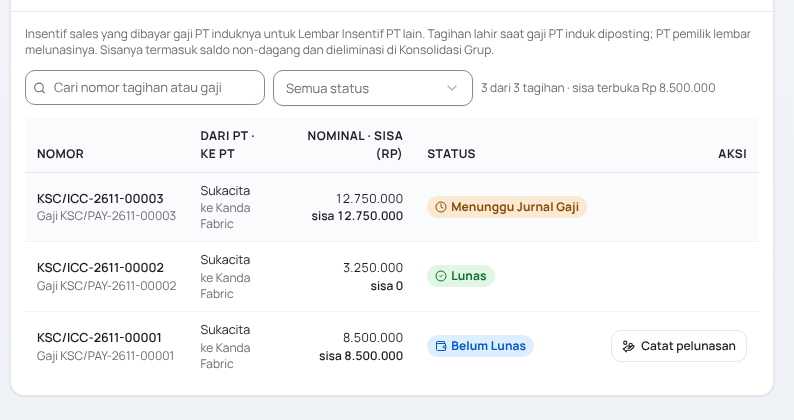 Insentif sales yang dibayar gaji PT induknya untuk Lembar Insentif PT lain. Tagihan lahir saat gaji PT induk diposting; PT pemilik lembar
melunasinya. Sisanya termasuk saldo non-dagang dan dieliminasi di Konsolidasi Grup.
Cari nomor tagihan atau gaji
Semua status
3 dari 3 tagihan · sisa terbuka Rp 8.500.000
NOMOR
DARI PT ·
KE PT
NOMINAL · SISA
(RP)
STATUS
AKSI
KSC/ICC-2611-00003
Gaji KSC/PAY-2611-00003
Sukacita
ke Kanda
Fabric
12.750.000
sisa 12.750.000
Menunggu Jurnal Gaji
KSC/ICC-2611-00002
Gaji KSC/PAY-2611-00002
Sukacita
ke Kanda
Fabric
3.250.000
sisa 0
Lunas
KSC/ICC-2611-00001
Gaji KSC/PAY-2611-00001
Sukacita
ke Kanda
Fabric
8.500.000
sisa 8.500.000
Belum Lunas
Catat pelunasan